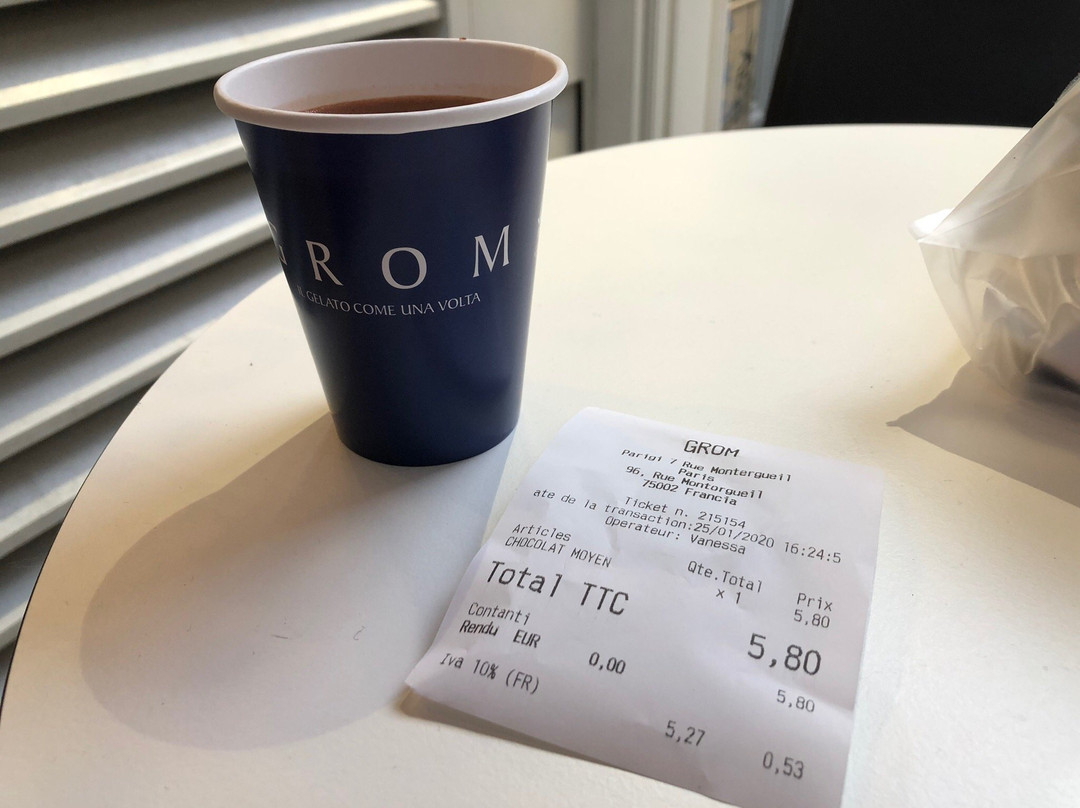 GROM
IL GELATO COME UNA VOLTA
GROM
Parigi / Rue Montergueil
Paris
96, Rue Montorgueil
75002 Francia
Ticket n. 215154
ate de la transaction:25/01/2020 16:24:5
Operateur: Vanessa
Articles Qte.Total Prix
CHOCOLAT MOYEN x 1 5,80
Total TTC 5,80
Contanti 5,80
Rendu EUR 0,00
Iva 10% (FR) 5,27 0,53